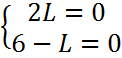 2L = 0
6 − L = 0